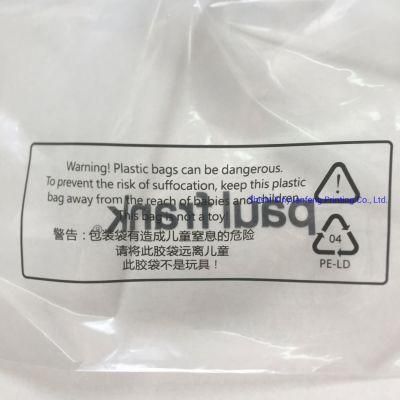 Warning! Plastic bags can be dangerous.
To prevent the risk of suffocation, keep this plastic
bag away from the reach of babies and children
this bag is not a toy!
警告：包装袋有造成儿童窒息的危险
请将此胶袋远离儿童
此胶袋不是玩具！
paulfrank®
04
PE-LD
Printing Co., Ltd.